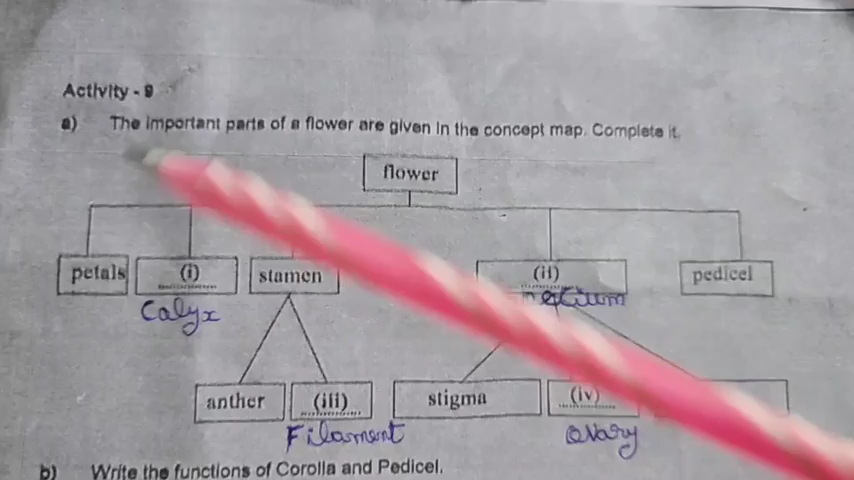 Activity - 9
a) The important parts of a flower are given in the concept map. Complete it.
flower
petals (i) stamen (ii) pedicel
Calyx
anther (iii) stigma (iv)
Filament Ovary
b) Write the functions of Corolla and Pedicel.